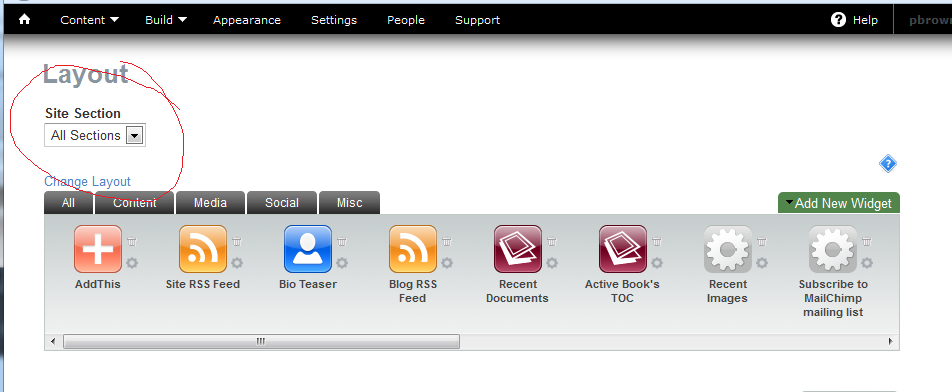 Content Build Appearance Settings People Support Help pbrown
Layout
Site Section
All Sections
Change Layout
All Content Media Social Misc Add New Widget
AddThis
Site RSS Feed
Bio Teaser
Blog RSS
Feed
Recent
Documents
Active Book's
TOC
Recent
Images
Subscribe to
MailChimp
mailing list